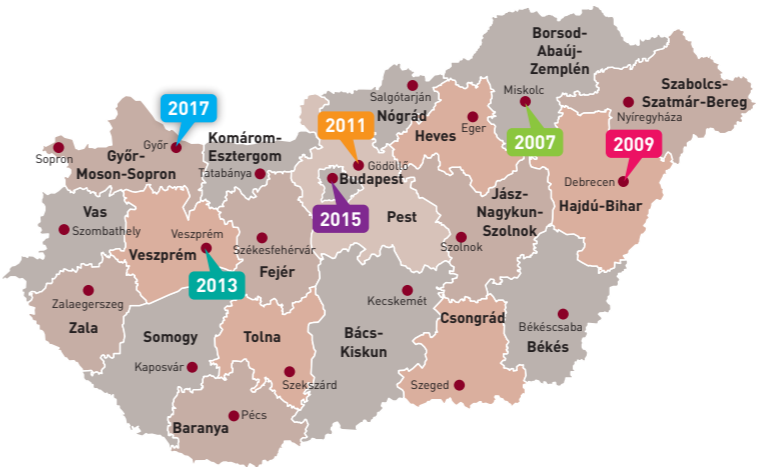 Borsod-
Abaúj-
Zemplén
Szabolcs-
Szatmár-Bereg
Nyíregyháza
Miskolc
Salgótarján
Nógrád
Heves
Eger
2007
2009
2011
2017
Győr
Sopron
Győr-
Moson-Sopron
Komárom-
Esztergom
Tatabánya
Gödöllő
Budapest
2015
Pest
Debrecen
Hajdú-Bihar
Jász-
Nagykun-
Szolnok
Szolnok
Vas
Szombathely
Veszprém
Veszprém
2013
Székesfehérvár
Fejér
Zalaegerszeg
Zala
Somogy
Kaposvár
Tolna
Szekszárd
Kecskemét
Bács-
Kiskun
Csongrád
Szeged
Békéscsaba
Békés
Baranya
Pécs